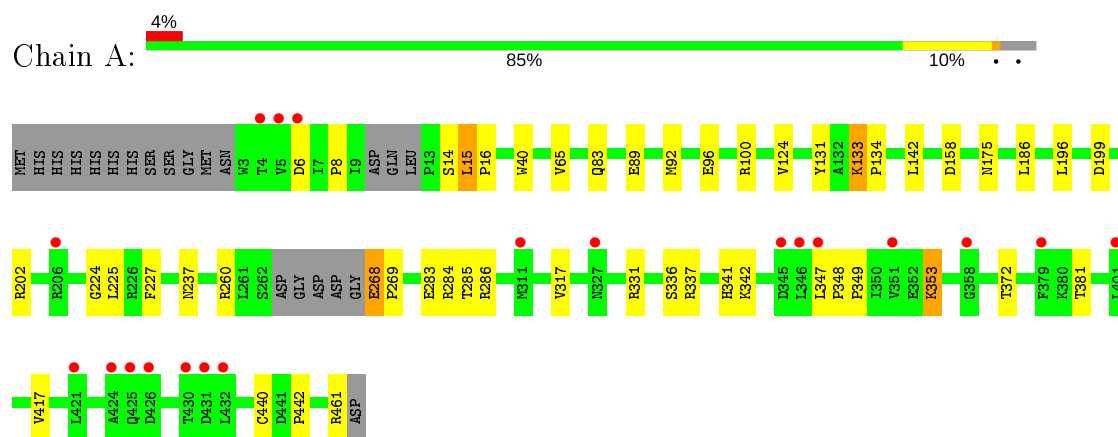 4%
Chain A:
85% 10% • •
MET HIS HIS HIS HIS HIS HIS SER SER GLY MET ASN W3 T4 V5 D6 I7 P8 I9 ASP GLN LEU P13 S14 L15 P16 W40 V65 Q83 E89 M92 E96 R100 V124 Y131 A132 K133 P134 L142 D158 N175 L186 L196 D199
R202 R206 G224 L225 R226 F227 N237 R260 L261 S262 ASP GLY ASP ASP GLY E268 P269 E283 R284 T285 R286 M311 V317 N327 R331 S336 R337 H341 K342 D345 L346 L347 P348 P349 I350 V351 E352 K353 G358 T372 F379 K380 T381 L401
V417 L421 A424 Q425 D426 T430 D431 L432 C440 D441 P442 R461 ASP